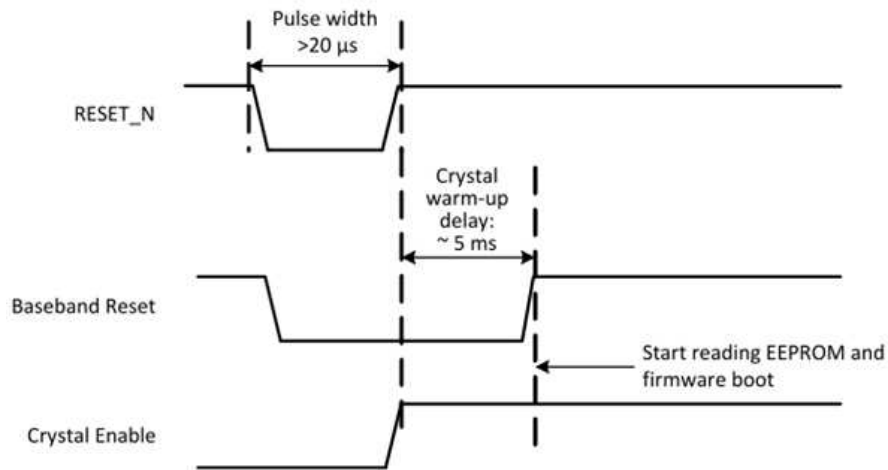 Pulse width
>20 µs
RESET_N
Crystal
warm-up
delay:
~ 5 ms
Baseband Reset
Start reading EEPROM and
firmware boot
Crystal Enable